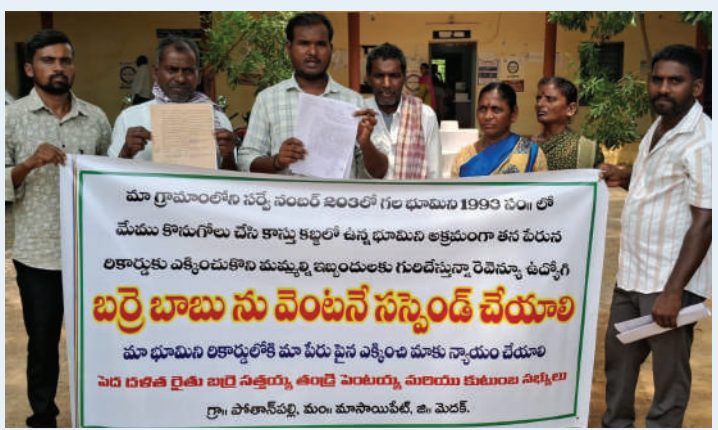 మా గ్రామాంలోని సర్వే నంబర్ 203లో గల భూమిని 1993 సం॥ లో
మేము కొనుగోలు చేసి కాస్తు కబ్జలో ఉన్న భూమిని అక్రమంగా తన పేరున
రికార్డుకు ఎక్కించుకొని మమ్మల్ని ఇబ్బందులకు గురిచేస్తున్నా రెవెన్యూ ఉద్యోగి
బర్రె బాబు ను వెంటనే సస్పెండ్ చేయాలి
మా భూమిని రికార్డులోకి మా పేరు పైన ఎక్కించి మాకు న్యాయం చేయాలి
పెద దళిత రైతు బర్రె సత్తయ్య తండ్రి పెంటయ్య మరియు కుటుంబ సభ్యులు
గ్రా॥ పోతాన్‌పల్లి, మం॥ మాసాయిపేట్, జి॥ మెదక్.